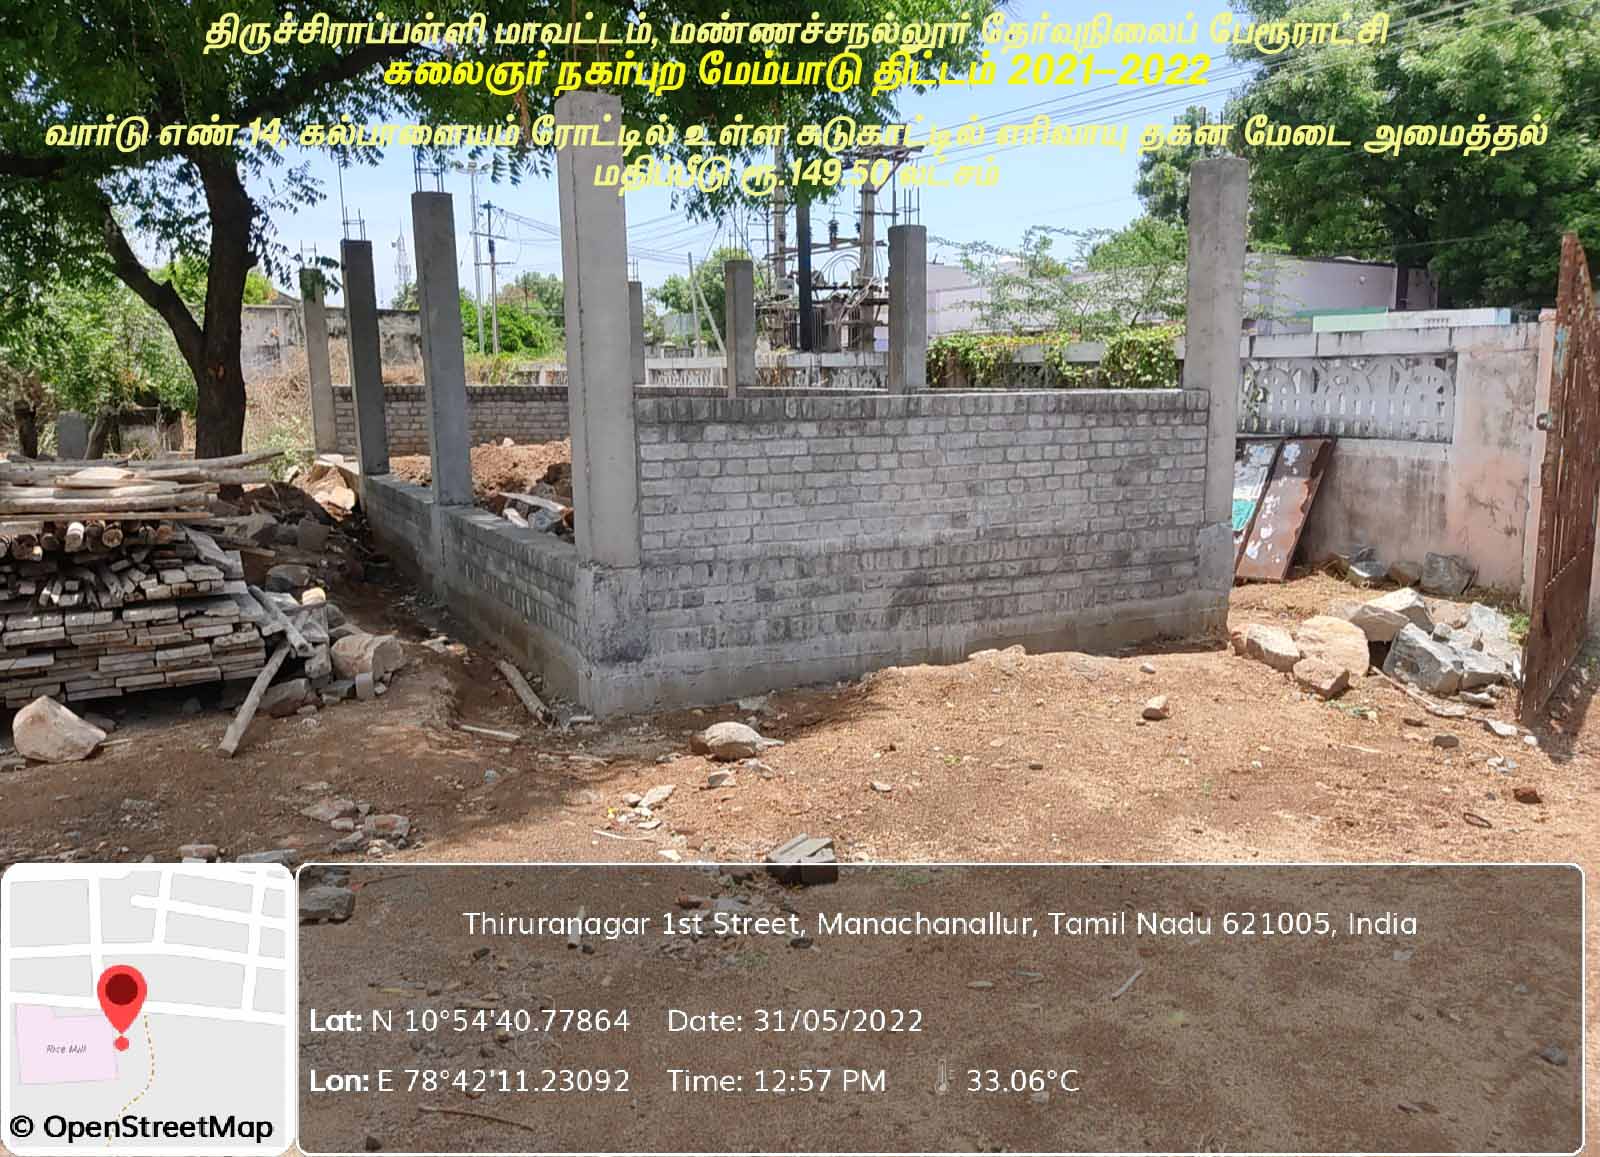 திருச்சிராப்பள்ளி மாவட்டம், மண்ணச்சநல்லூர் தேர்வுநிலைப் பேரூராட்சி
கலைஞர் நகர்புற மேம்பாடு திட்டம் 2021-2022
வார்டு எண்.14, கல்பாளையம் ரோட்டில் உள்ள சுடுகாட்டில் எரிவாயு தகன மேடை அமைத்தல்
மதிப்பீடு ரூ.149.50 லட்சம்
Thiruranagar 1st Street, Manachanallur, Tamil Nadu 621005, India
Lat: N 10°54'40.77864 Date: 31/05/2022
Lon: E 78°42'11.23092 Time: 12:57 PM 33.06°C
Rice Mill
© OpenStreetMap